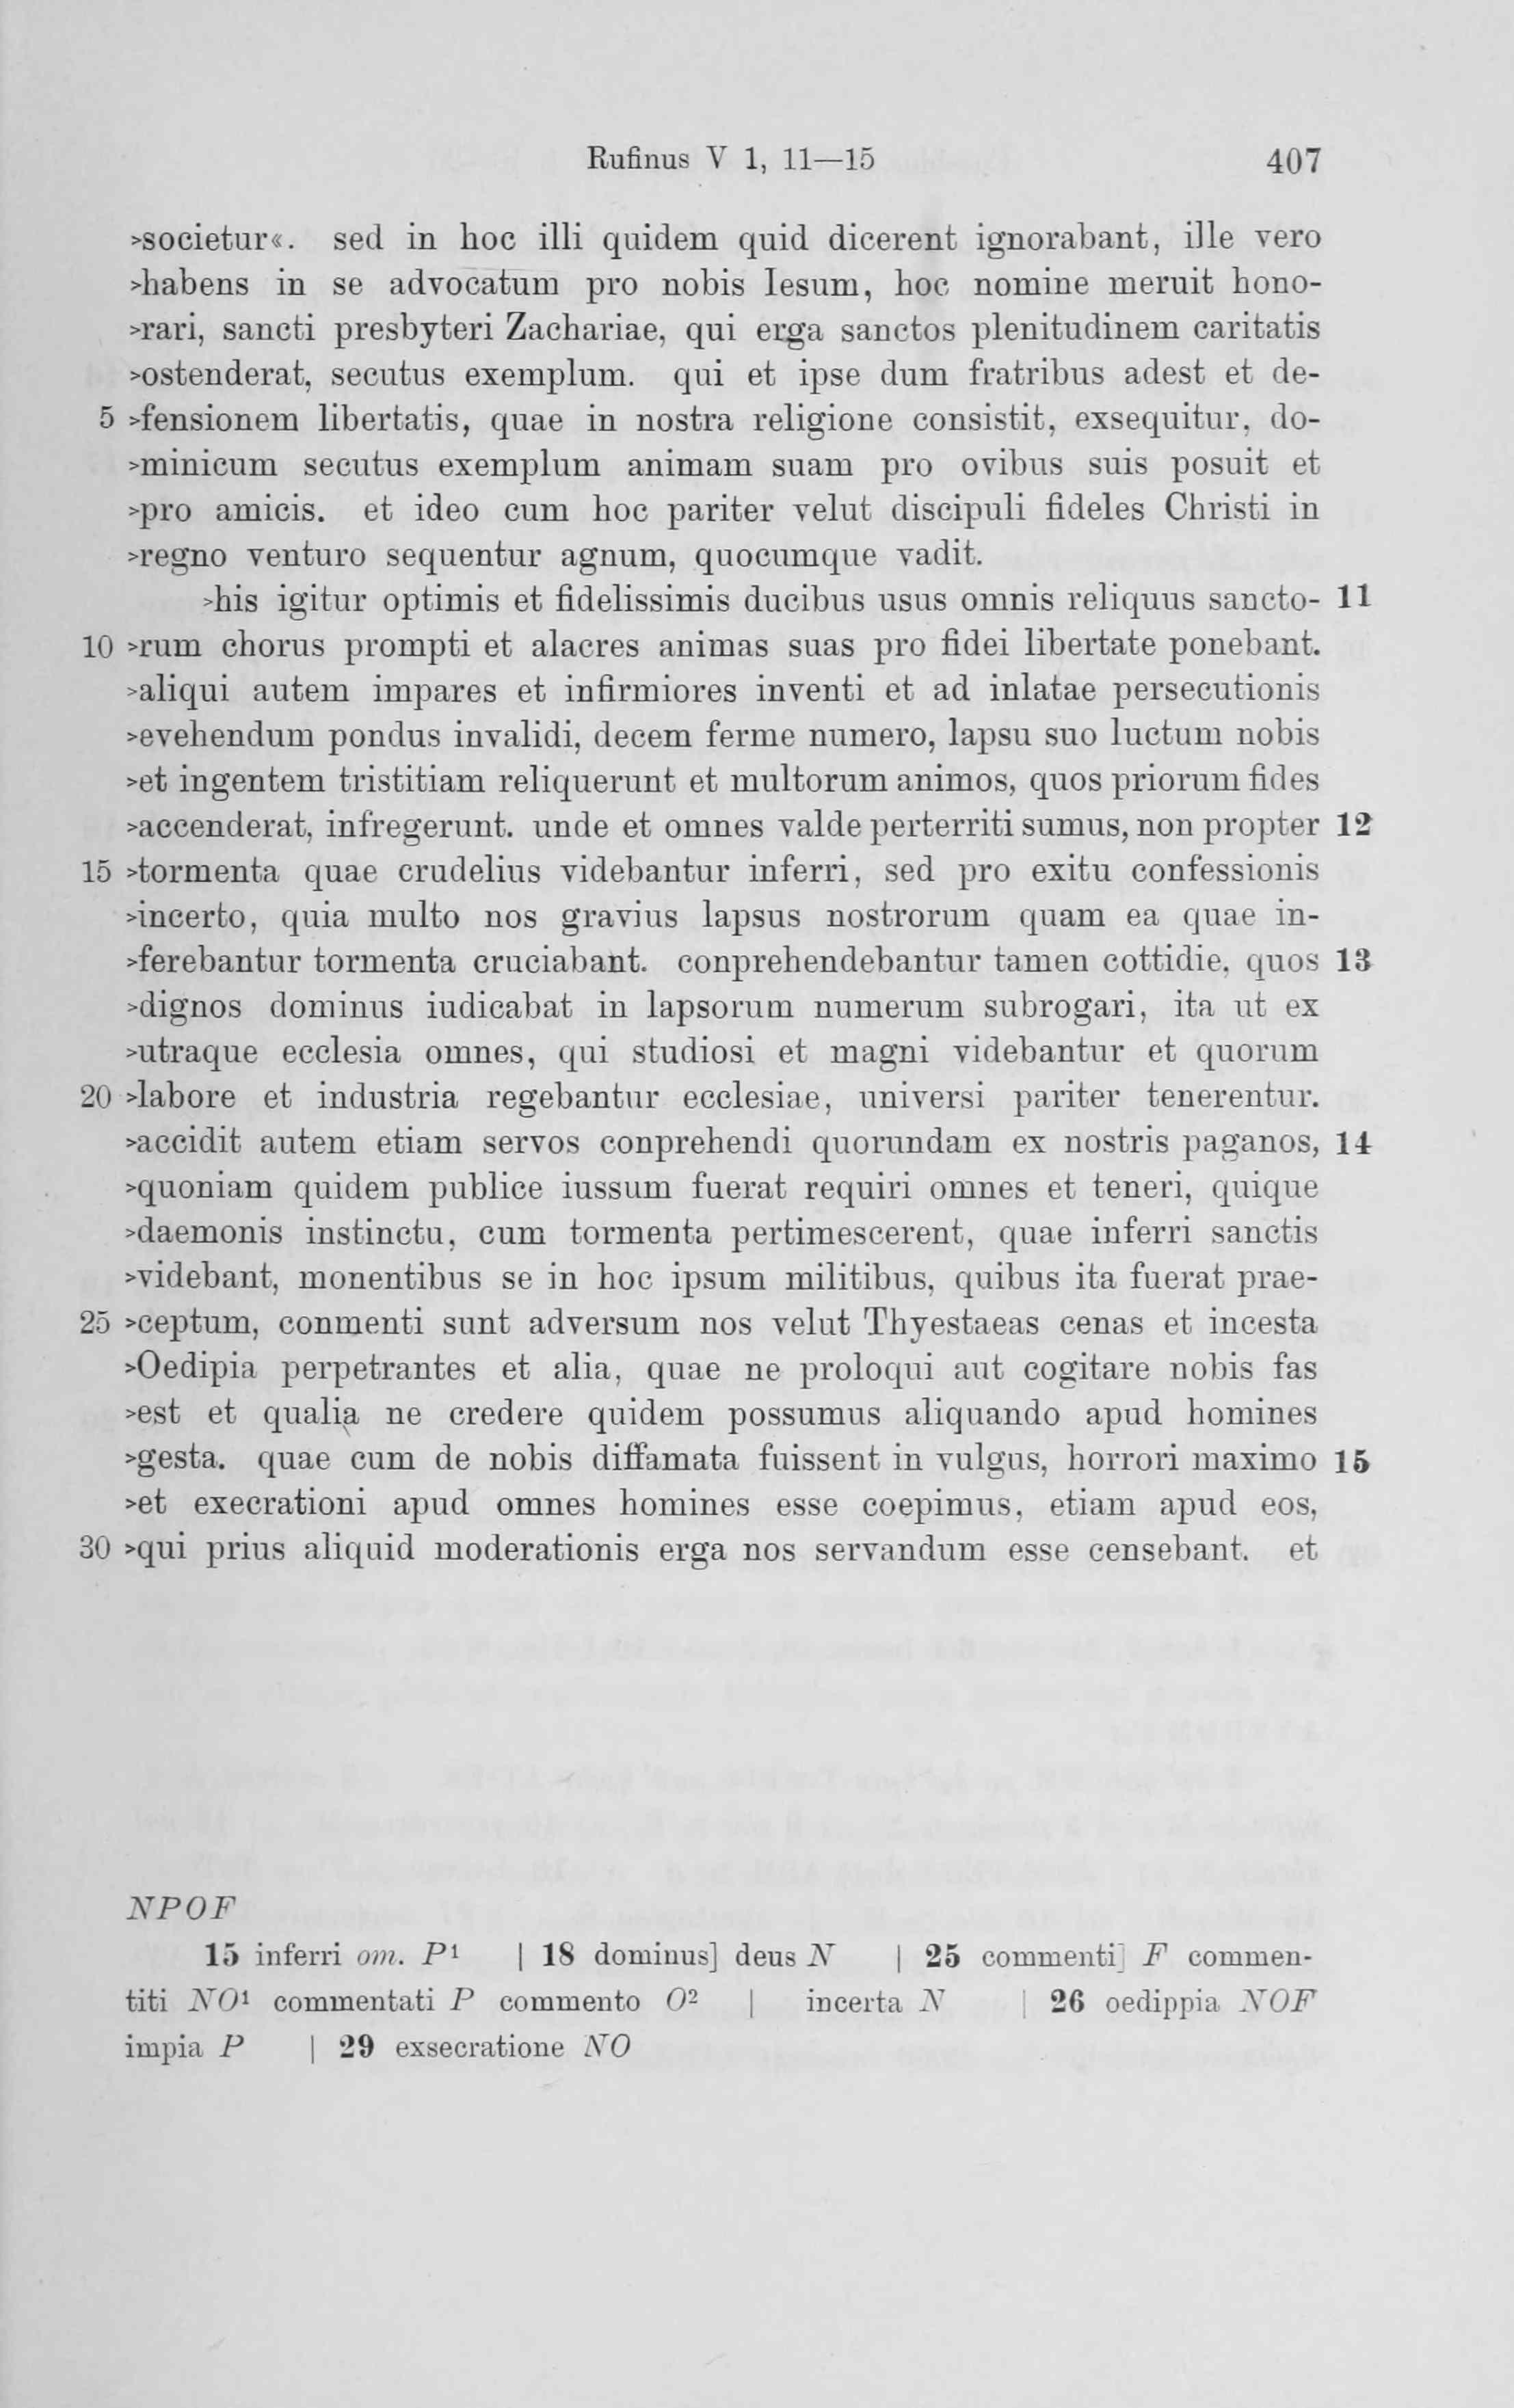 Rufinus V 1, 11—15 407
>societur«. sed in hoc illi quidem quid dicerent ignorabant, ille vero
>habens in se advocatum pro nobis Iesum, hoc nomine meruit hono-
>rari, sancti presbyteri Zachariae, qui erga sanctos plenitudinem caritatis
>ostenderat, secutus exemplum. qui et ipse dum fratribus adest et de-
5 >fensionem libertatis, quae in nostra religione consistit, exsequitur, do-
>minicum secutus exemplum animam suam pro ovibus suis posuit et
>pro amicis. et ideo cum hoc pariter velut discipuli fideles Christi in
>regno venturo sequentur agnum, quocumque vadit.
>his igitur optimis et fidelissimis ducibus usus omnis reliquus sancto- 11
10 >rum chorus prompti et alacres animas suas pro fidei libertate ponebant.
>aliqui autem impares et infirmiores inventi et ad inlatae persecutionis
>evehendum pondus invalidi, decem ferme numero, lapsu suo luctum nobis
>et ingentem tristitiam reliquerunt et multorum animos, quos priorum fides
>accenderat, infregerunt. unde et omnes valde perterriti sumus, non propter 12
15 >tormenta quae crudelius videbantur inferri, sed pro exitu confessionis
>incerto, quia multo nos gravius lapsus nostrorum quam ea quae in-
>ferebantur tormenta cruciabant. conprehendebantur tamen cottidie, quos 13
>dignos dominus iudicabat in lapsorum numerum subrogari, ita ut ex
>utraque ecclesia omnes, qui studiosi et magni videbantur et quorum
20 >labore et industria regebantur ecclesiae, universi pariter tenerentur.
>accidit autem etiam servos conprehendi quorundam ex nostris paganos, 14
>quoniam quidem publice iussum fuerat requiri omnes et teneri, quique
>daemonis instinctu, cum tormenta pertimescerent, quae inferri sanctis
>videbant, monentibus se in hoc ipsum militibus, quibus ita fuerat prae-
25 >ceptum, conmenti sunt adversum nos velut Thyestaeas cenas et incesta
>Oedipia perpetrantes et alia, quae ne proloqui aut cogitare nobis fas
>est et qualia ne credere quidem possumus aliquando apud homines
>gesta. quae cum de nobis diffamata fuissent in vulgus, horrori maximo 15
>et execrationi apud omnes homines esse coepimus, etiam apud eos,
30 >qui prius aliquid moderationis erga nos servandum esse censebant. et
NPOF
15 inferri om. P¹ | 18 dominus] deus N | 25 commenti] F commen-
titi NO¹ commentati P commento O² | incerta N | 26 oedippia NOF
impia P | 29 exsecratione NO